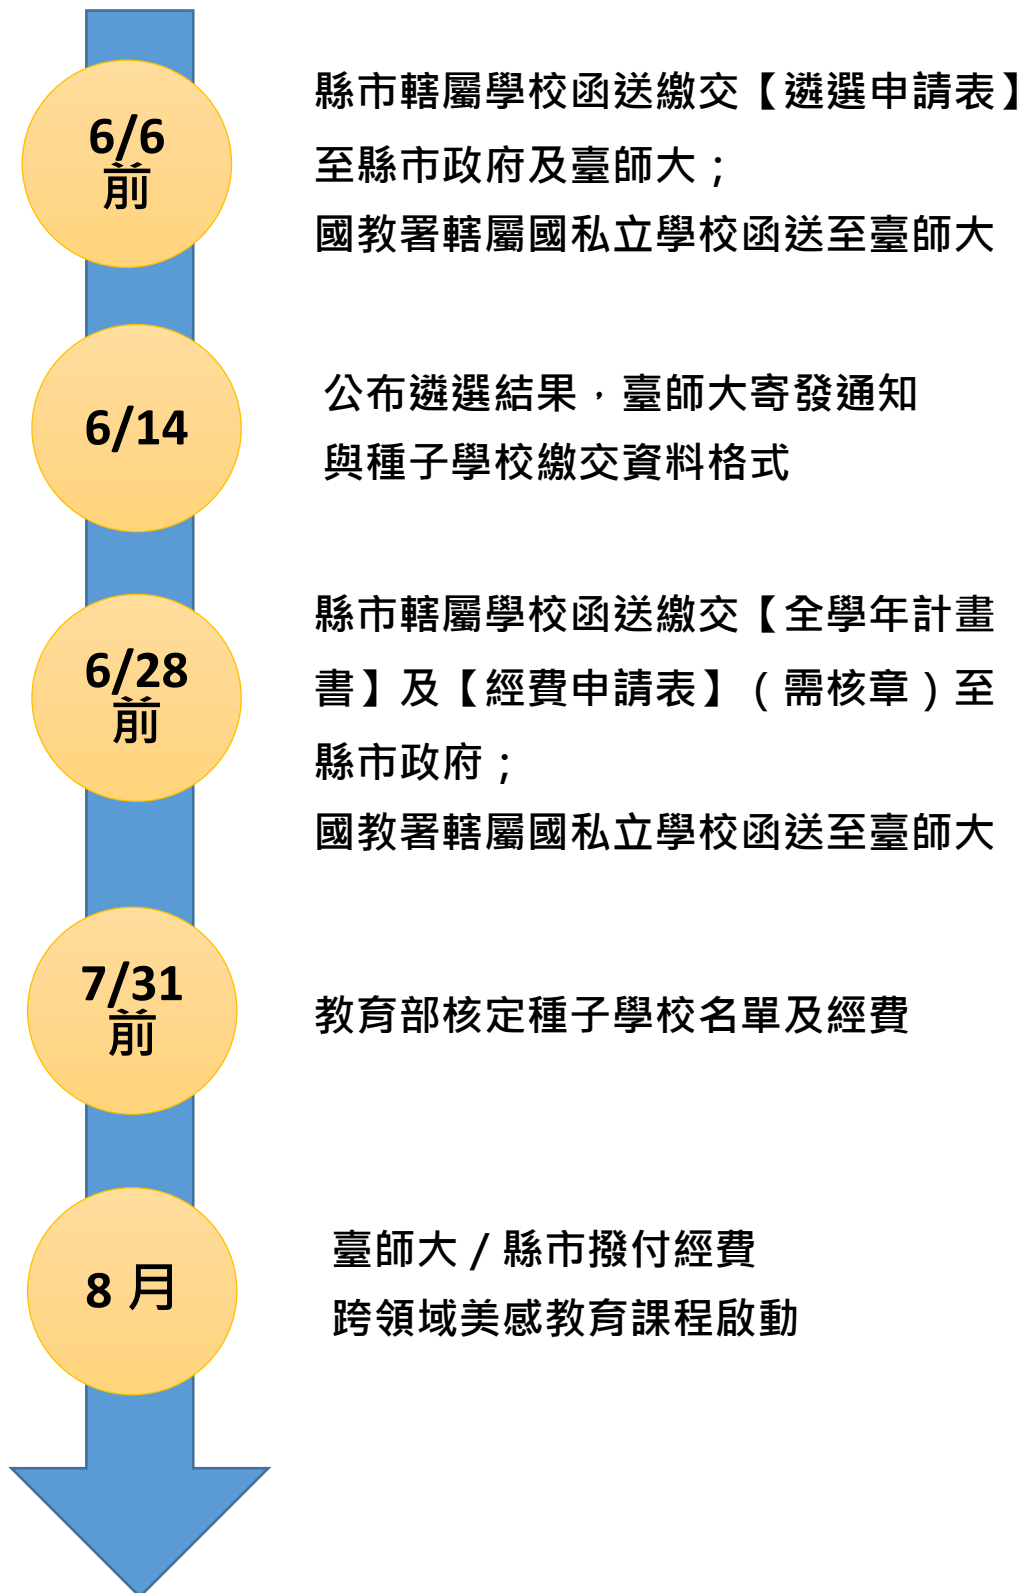 6/6
前
縣市轄屬學校函送繳交【遴選申請表】
至縣市政府及臺師大；
國教署轄屬國私立學校函送至臺師大
6/14
公布遴選結果，臺師大寄發通知
與種子學校繳交資料格式
6/28
前
縣市轄屬學校函送繳交【全學年計畫
書】及【經費申請表】（需核章）至
縣市政府；
國教署轄屬國私立學校函送至臺師大
7/31
前
教育部核定種子學校名單及經費
8 月
臺師大 / 縣市撥付經費
跨領域美感教育課程啟動